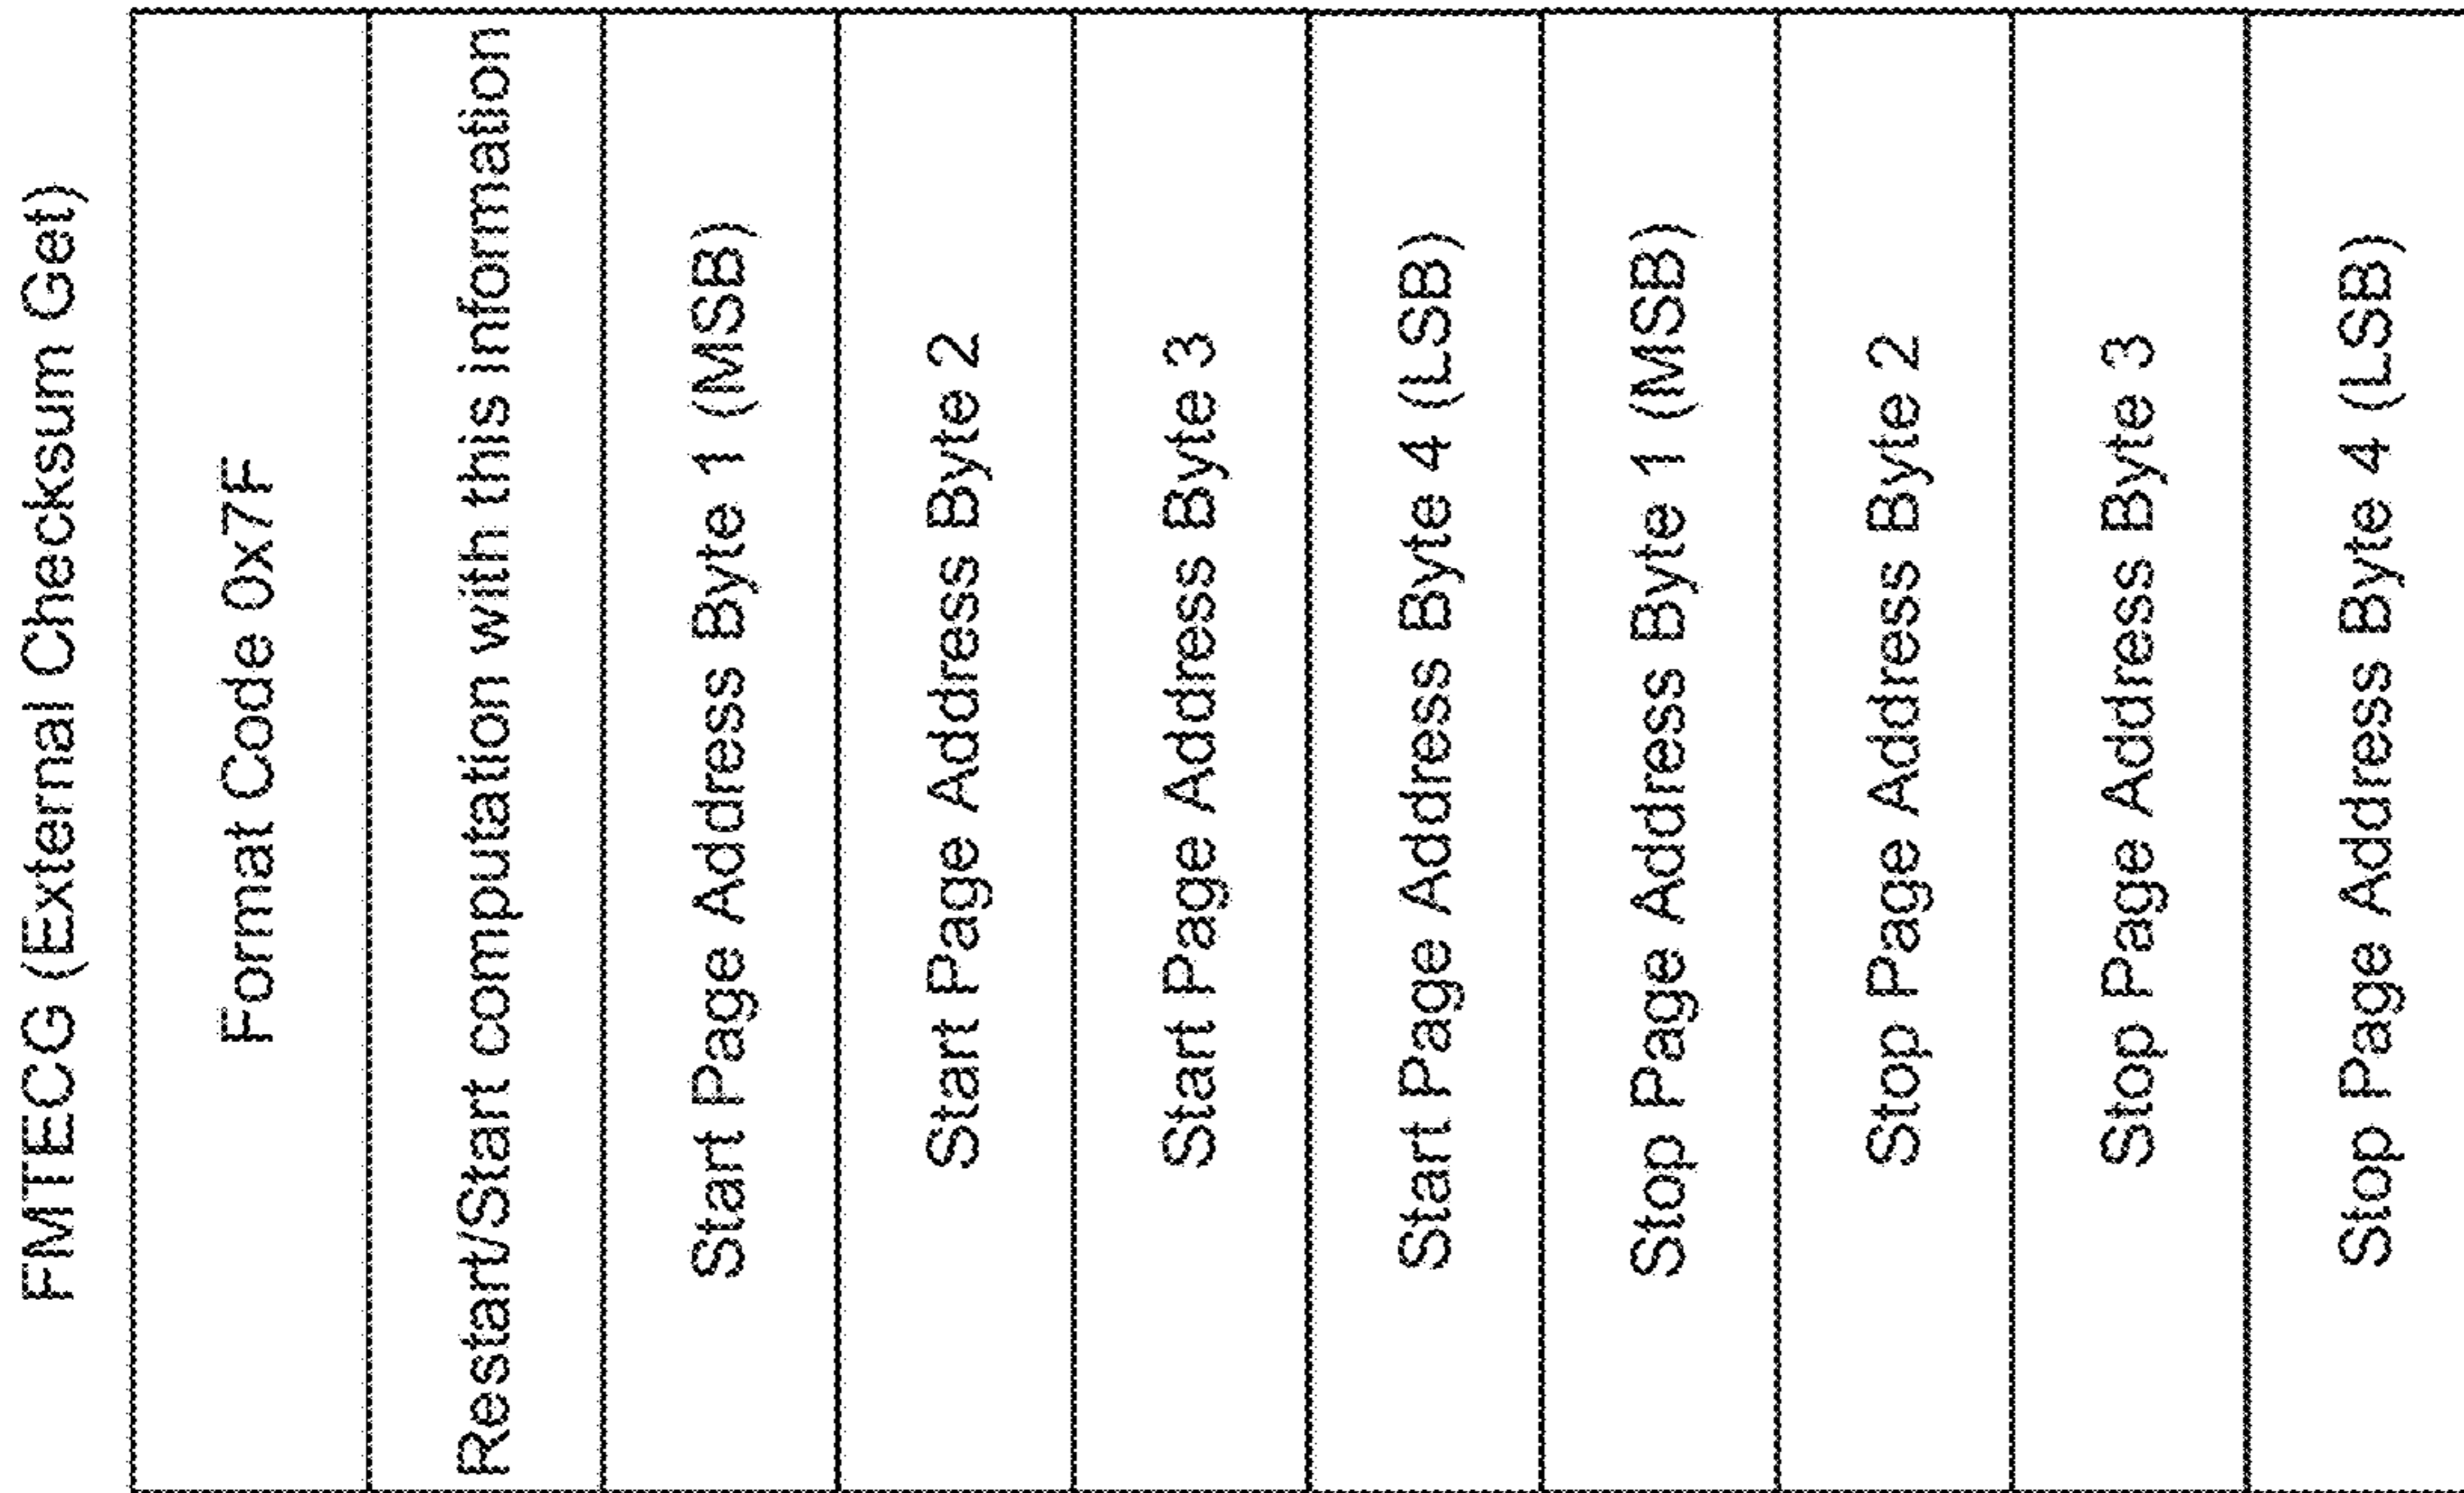 FMTECG (External Checksum Get)
Format Code 0x7F
Restart/Start computation with this information
Start Page Address Byte 1 (MSB)
Start Page Address Byte 2
Start Page Address Byte 3
Start Page Address Byte 4 (LSB)
Stop Page Address Byte 1 (MSB)
Stop Page Address Byte 2
Stop Page Address Byte 3
Stop Page Address Byte 4 (LSB)